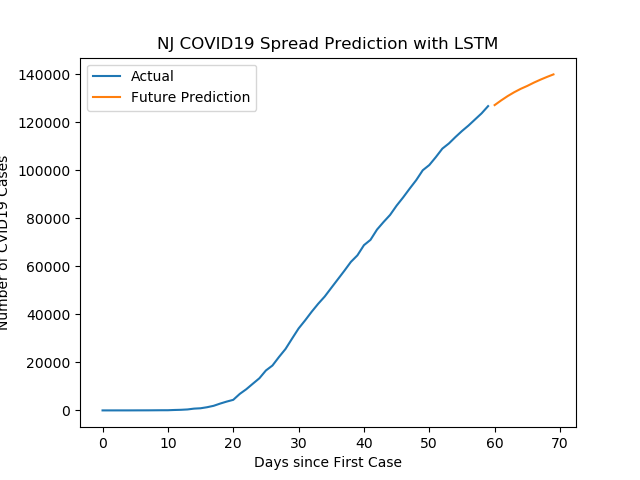 NJ COVID19 Spread Prediction with LSTM
Actual
Future Prediction
140000
120000
100000
80000
60000
40000
20000
0
Number of CVID19 Cases
0 10 20 30 40 50 60 70
Days since First Case